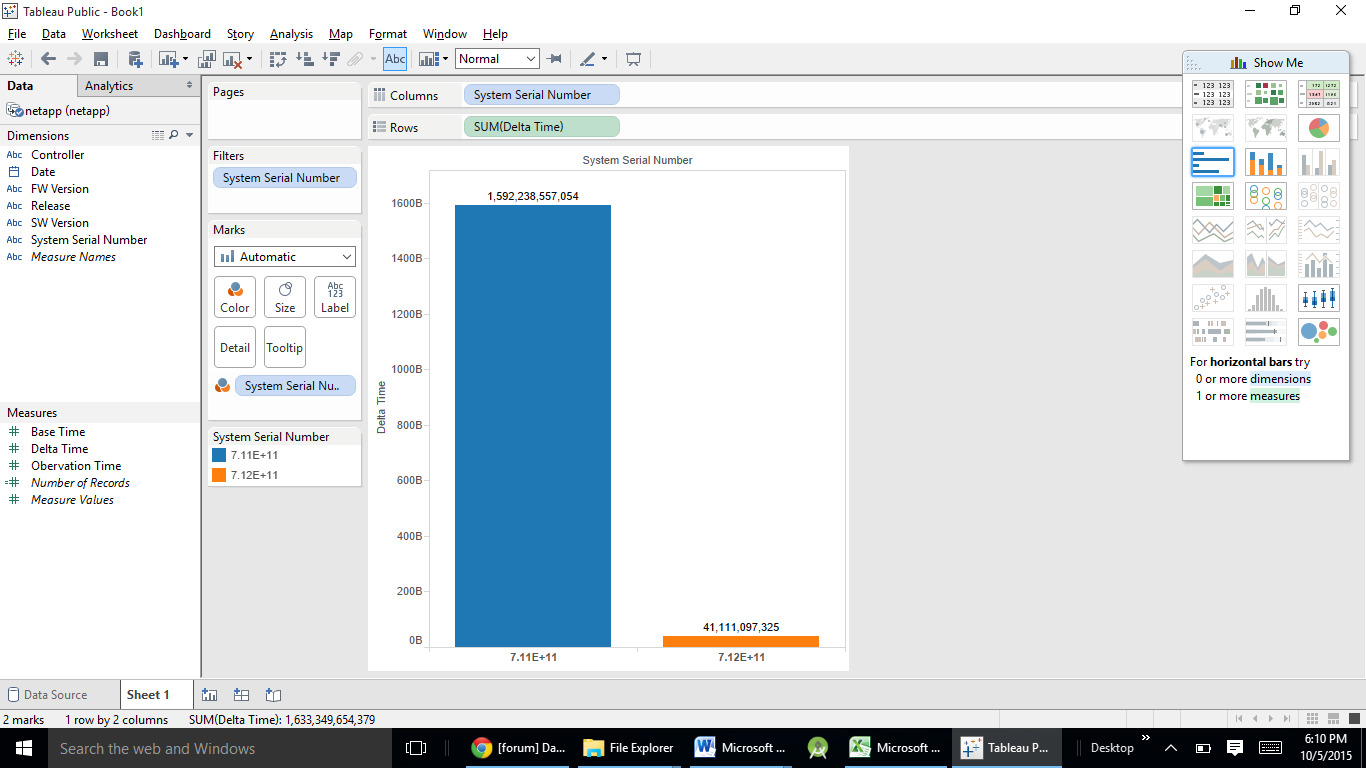 Tableau Public - Book1
File Data Worksheet Dashboard Story Analysis Map Format Window Help
Abc Normal
Data Analytics
netapp (netapp)
Dimensions
Abc Controller
Date
Abc FW Version
Abc Release
Abc SW Version
Abc System Serial Number
Abc Measure Names
Measures
Base Time
Delta Time
Obervation Time
Number of Records
Measure Values
Pages
Filters
System Serial Number
Marks
Automatic
Color Size Abc 123 Label
Detail Tooltip
System Serial Nu..
System Serial Number
7.11E+11
7.12E+11
Columns System Serial Number
Rows SUM(Delta Time)
System Serial Number
1,592,238,557,054
1600B
1400B
1200B
1000B
800B
600B
400B
200B
0B
Delta Time
41,111,097,325
7.11E+11 7.12E+11
Show Me
For horizontal bars try
0 or more dimensions
1 or more measures
Data Source Sheet 1
2 marks 1 row by 2 columns SUM(Delta Time): 1,633,349,654,379
Search the web and Windows
[forum] Da... File Explorer Microsoft ... Microsoft ... Tableau P... Desktop
6:10 PM
10/5/2015